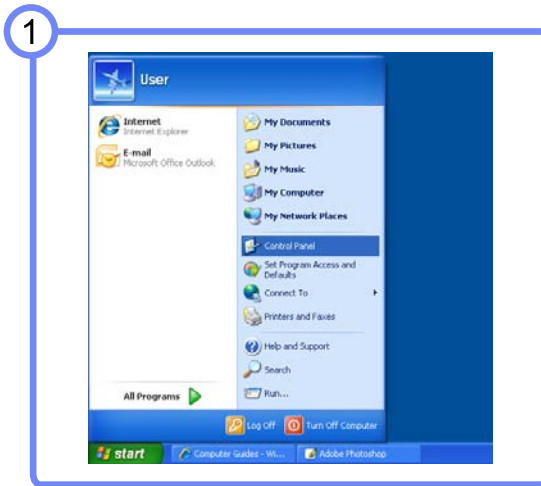 1
User
Internet
Internet Explorer
E-mail
Microsoft Office Outlook
All Programs
My Documents
My Pictures
My Music
My Computer
My Network Places
Control Panel
Set Program Access and
Defaults
Connect To
Printers and Faxes
Help and Support
Search
Run...
Log Off
Turn Off Computer
start
Computer Guides - Wi...
Adobe Photoshop